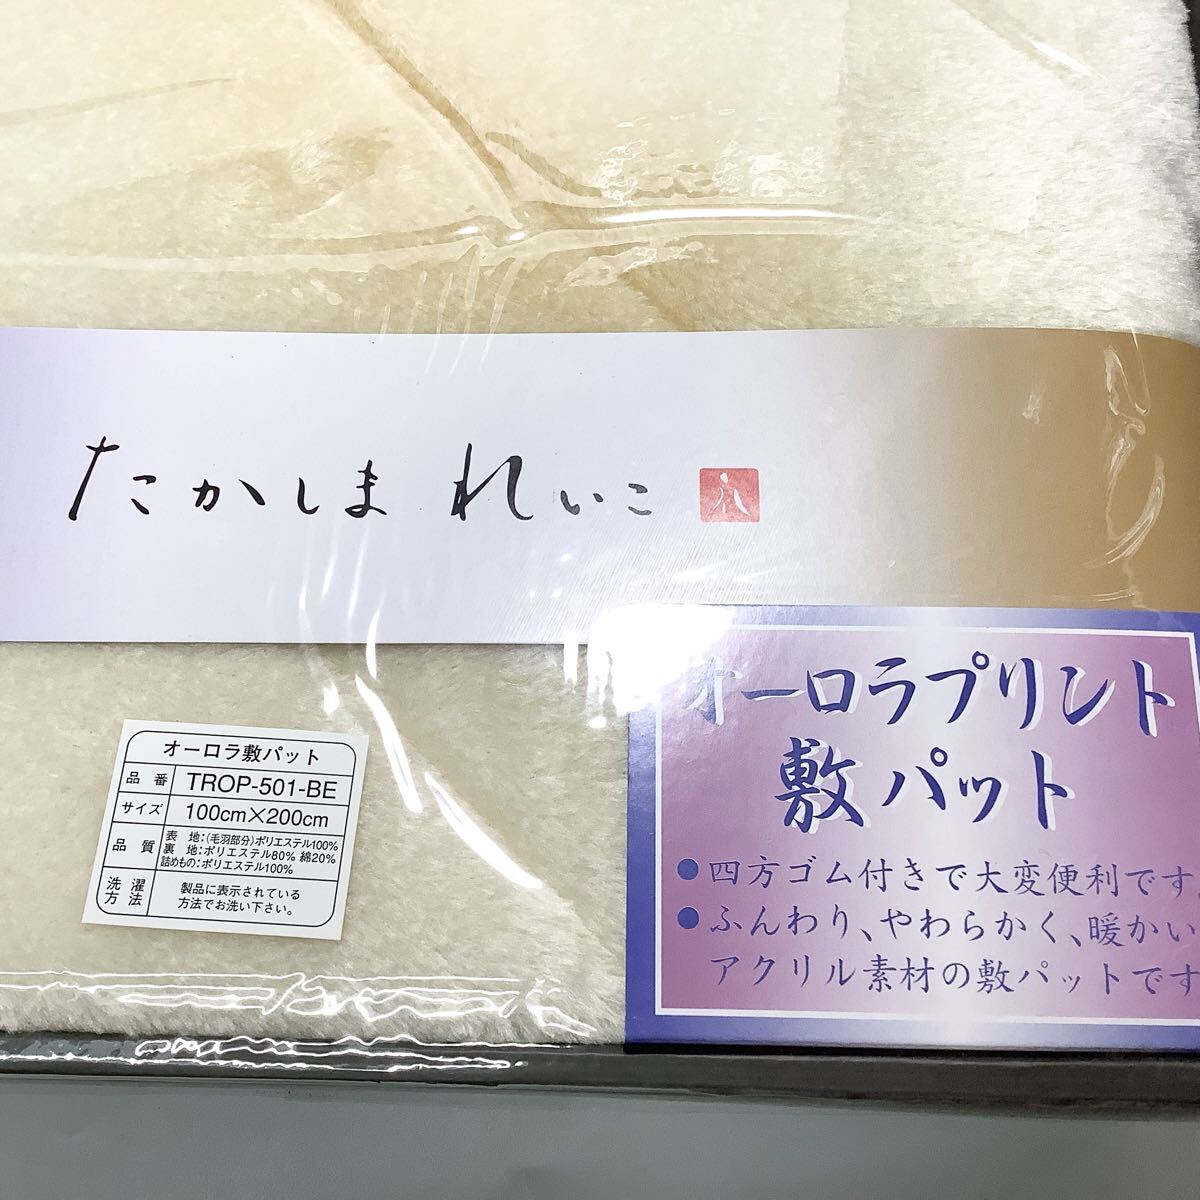 たかしま れいこ
オーロラプリント
敷パット
●四方ゴム付きで大変便利です
●ふんわり、やわらかく、暖かい
アクリル素材の敷パットです
オーロラ敷パット
品番 TROP-501-BE
サイズ 100cm×200cm
品質 表 地:(毛羽部分)ポリエステル100%
裏 地:ポリエステル80% 綿20%
詰めもの:ポリエステル100%
洗濯方法 製品に表示されている
方法でお洗い下さい。